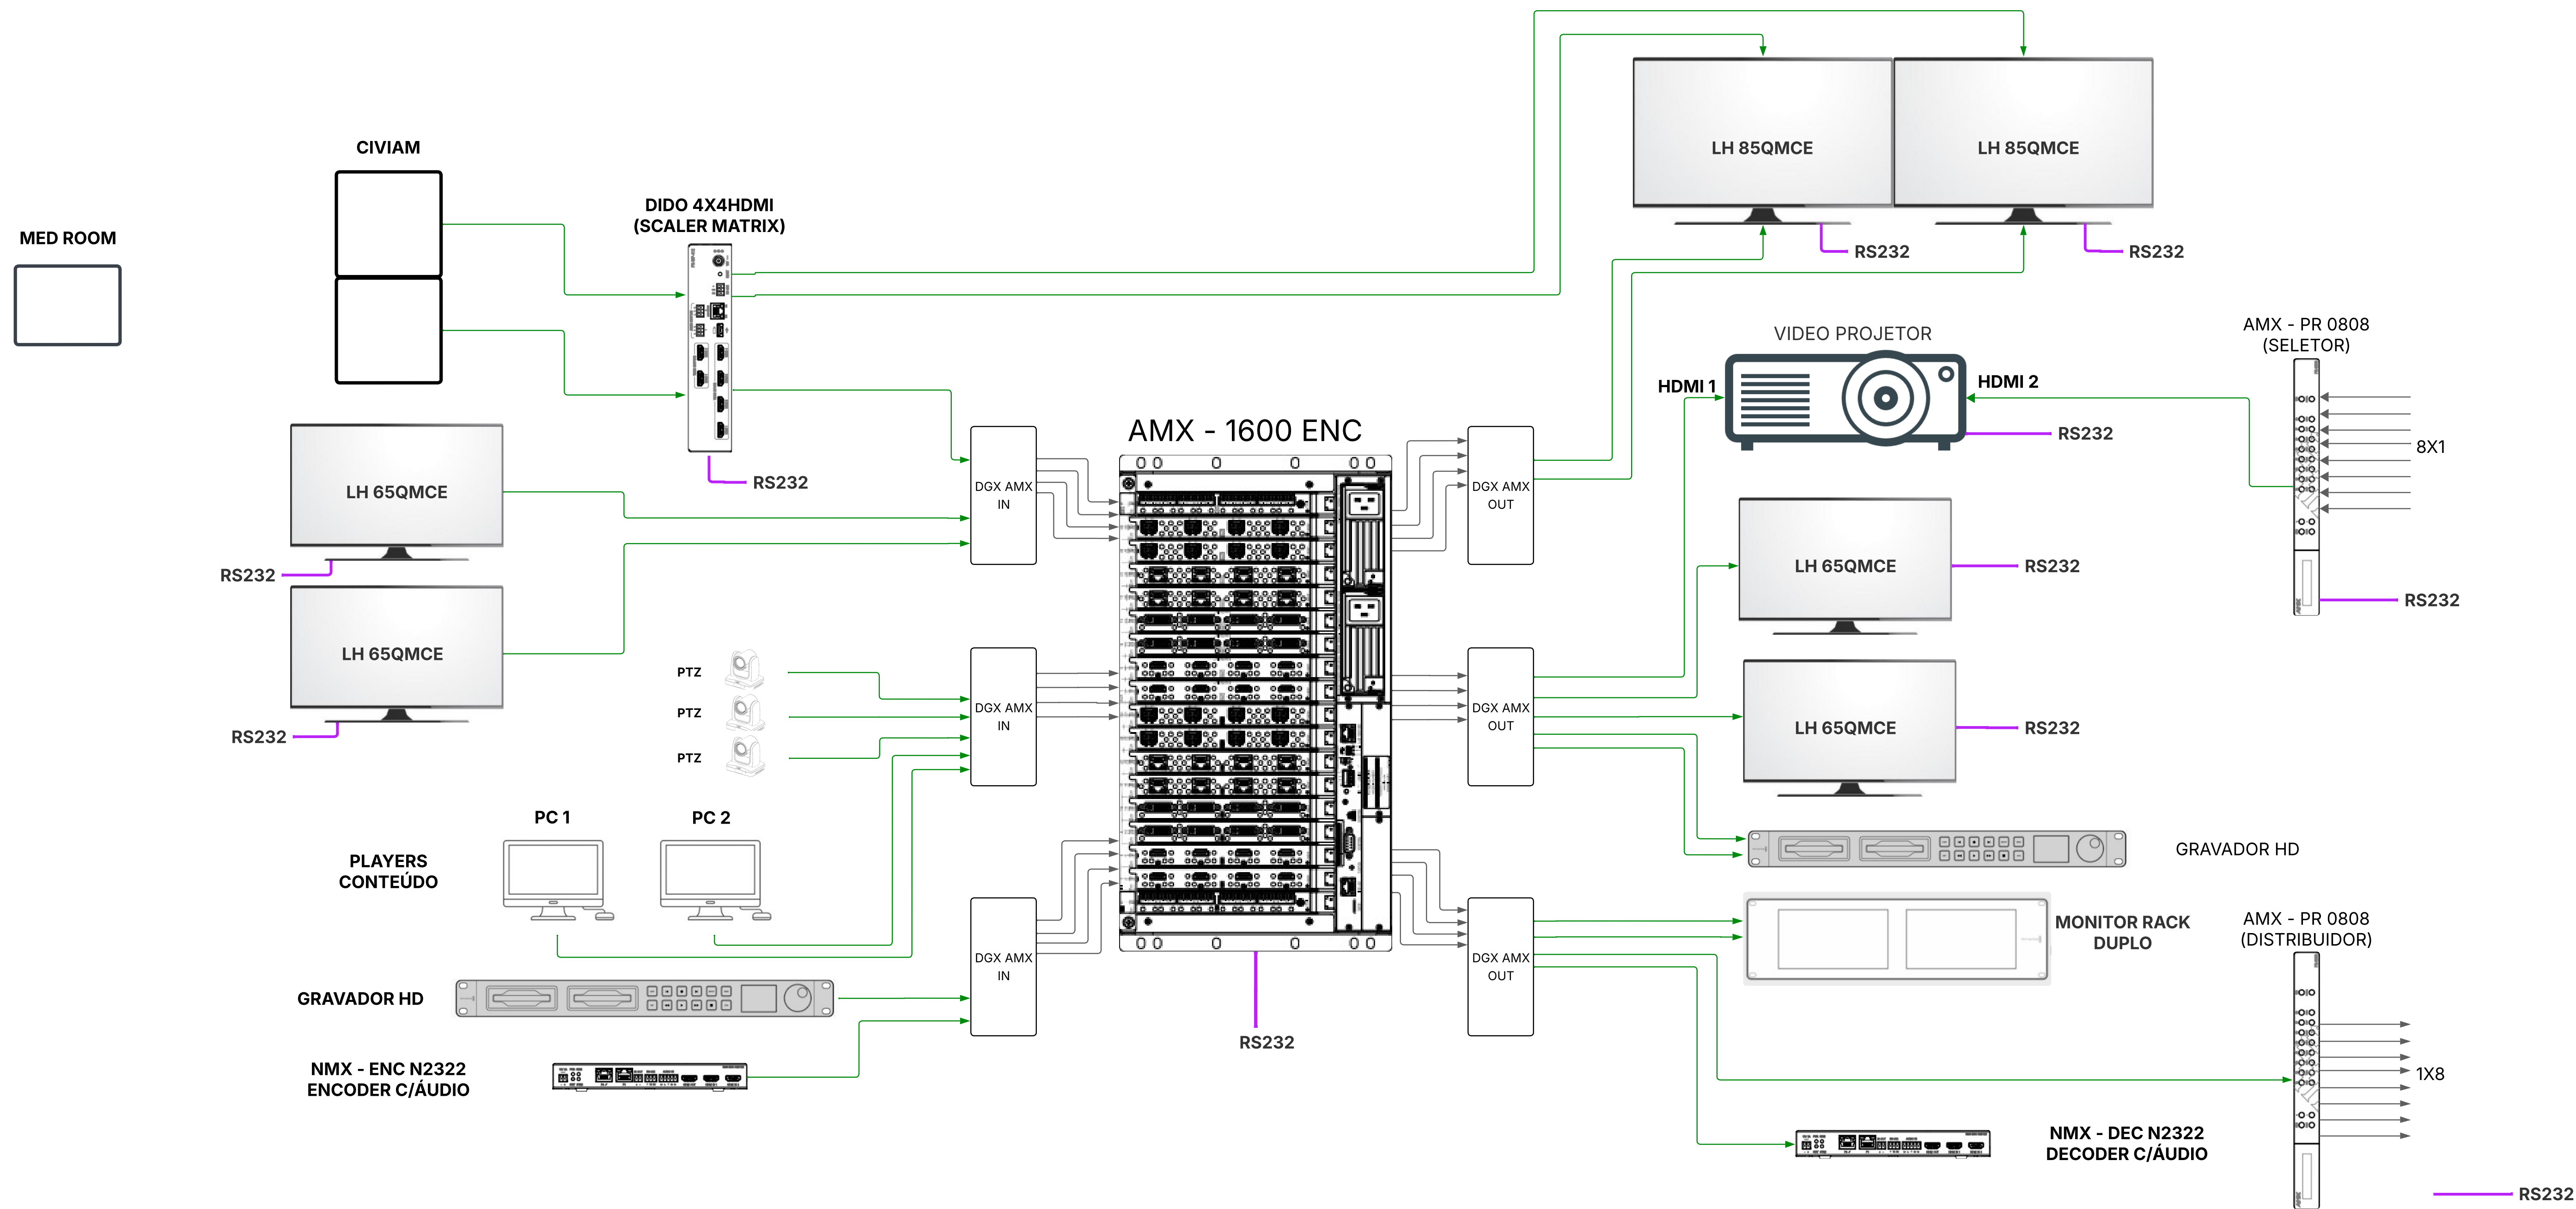 CIVIAM
MED ROOM
DIDO 4X4HDMI
(SCALER MATRIX)
RS232
LH 65QMCE
RS232
LH 65QMCE
RS232
PTZ
PTZ
PTZ
PC 1
PC 2
PLAYERS
CONTEÚDO
GRAVADOR HD
NMX - ENC N2322
ENCODER C/ÁUDIO
DGX AMX
IN
DGX AMX
IN
DGX AMX
IN
AMX - 1600 ENC
RS232
DGX AMX
OUT
DGX AMX
OUT
DGX AMX
OUT
LH 85QMCE
LH 85QMCE
RS232
RS232
VIDEO PROJETOR
HDMI 1
HDMI 2
RS232
AMX - PR 0808
(SELETOR)
8X1
RS232
LH 65QMCE
RS232
LH 65QMCE
RS232
GRAVADOR HD
MONITOR RACK
DUPLO
AMX - PR 0808
(DISTRIBUIDOR)
1X8
NMX - DEC N2322
DECODER C/ÁUDIO
RS232